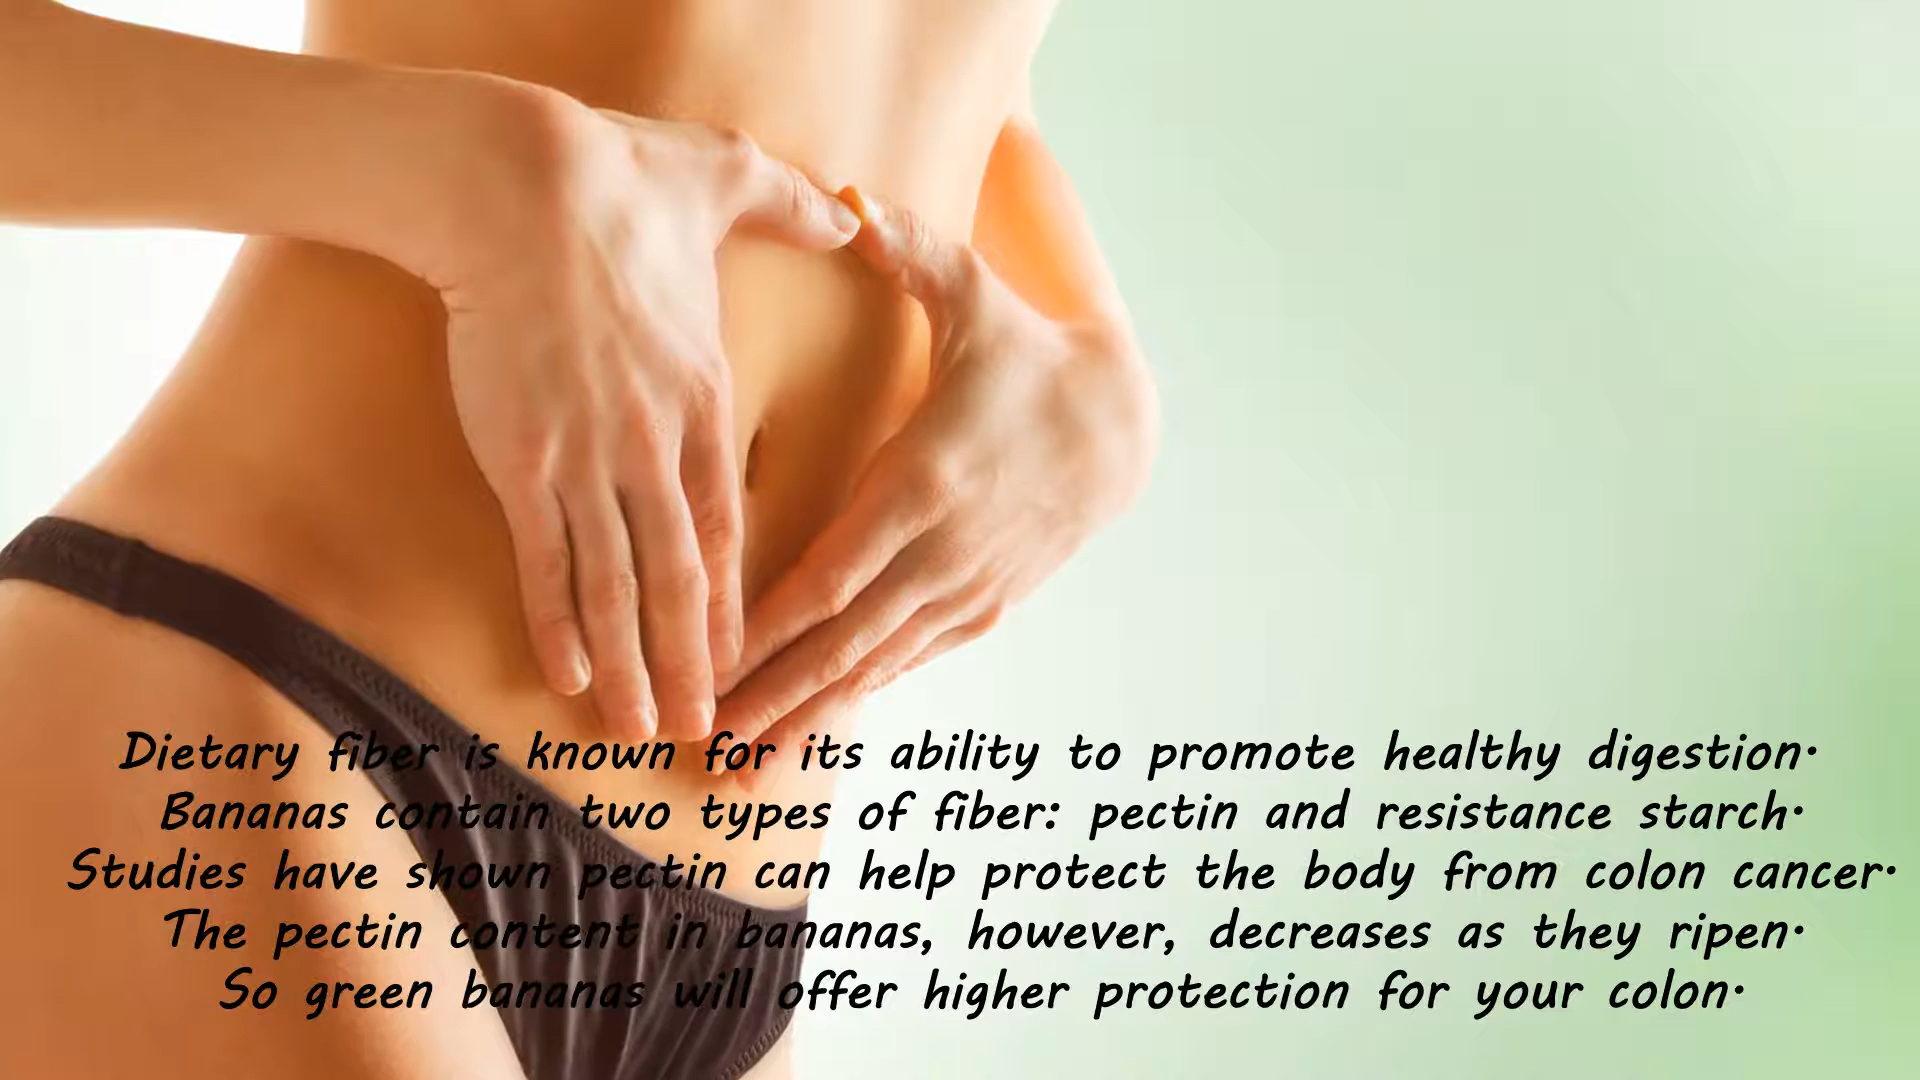 Dietary fiber is known for its ability to promote healthy digestion.
Bananas contain two types of fiber: pectin and resistance starch.
Studies have shown pectin can help protect the body from colon cancer.
The pectin content in bananas, however, decreases as they ripen.
So green bananas will offer higher protection for your colon.